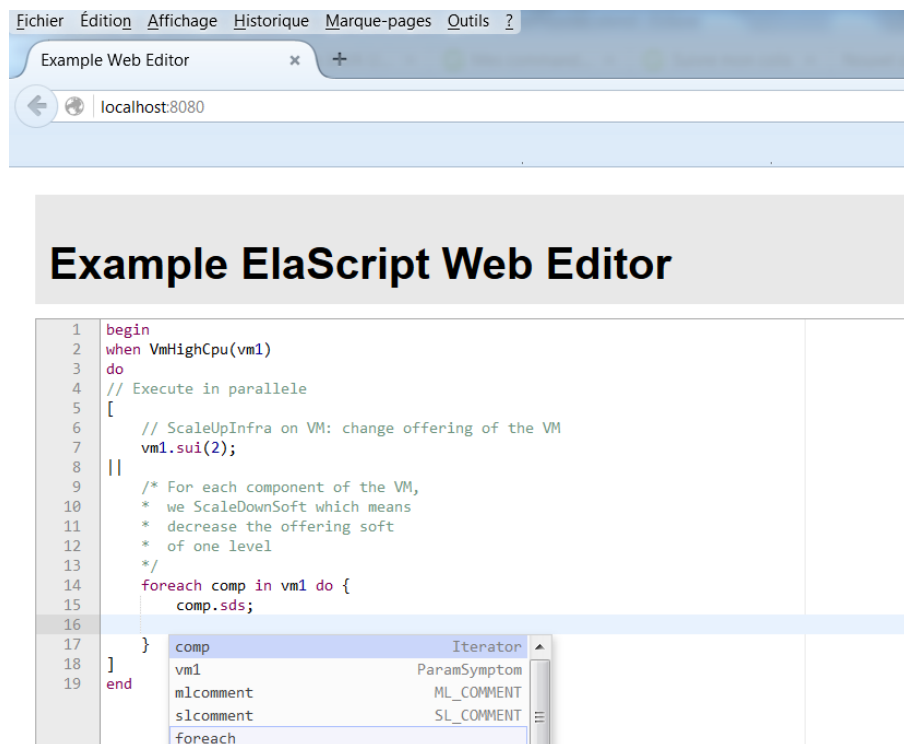 Fichier Édition Affichage Historique Marque-pages Outils ?
Example Web Editor × +
localhost:8080
Example ElaScript Web Editor
1 begin
2 when VmHighCpu(vm1)
3 do
4 // Execute in parallele
5 [
6 // ScaleUpInfra on VM: change offering of the VM
7 vm1.sui(2);
8 ||
9 /* For each component of the VM,
10 * we ScaleDownSoft which means
11 * decrease the offering soft
12 * of one level
13 */
14 foreach comp in vm1 do {
15 comp.sds;
16
17 }
18 ]
19 end
comp Iterator
vm1 ParamSymptom
mlcomment ML_COMMENT
slcomment SL_COMMENT
foreach